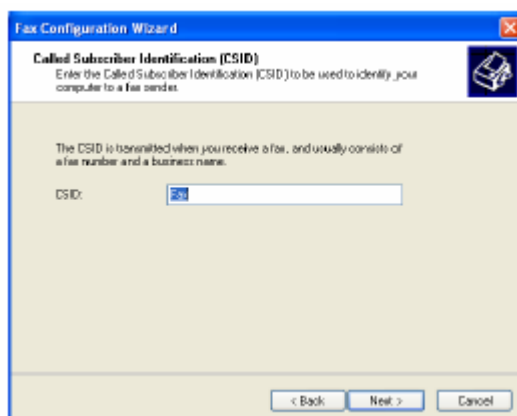 Fax Configuration Wizard
Called Subscriber Identification (CSID)
Enter the Called Subscriber Identification (CSID) to be used to identify your
computer to a fax sender.
The CSID is transmitted when you receive a fax, and usually consists of
a fax number and a business name.
CSID:
Fax
< Back
Next >
Cancel